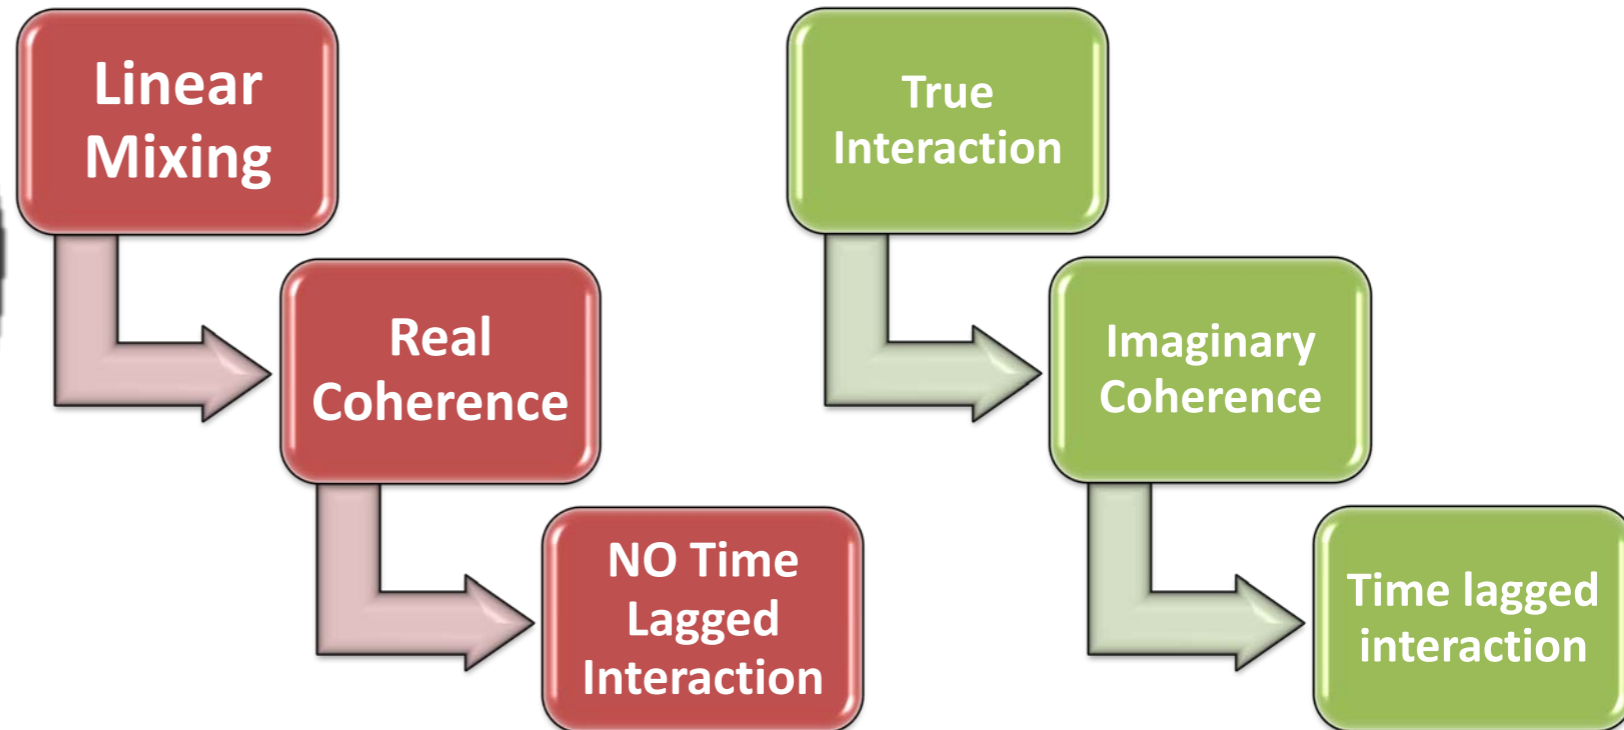 Linear
Mixing
Real
Coherence
NO Time
Lagged
Interaction
True
Interaction
Imaginary
Coherence
Time lagged
interaction